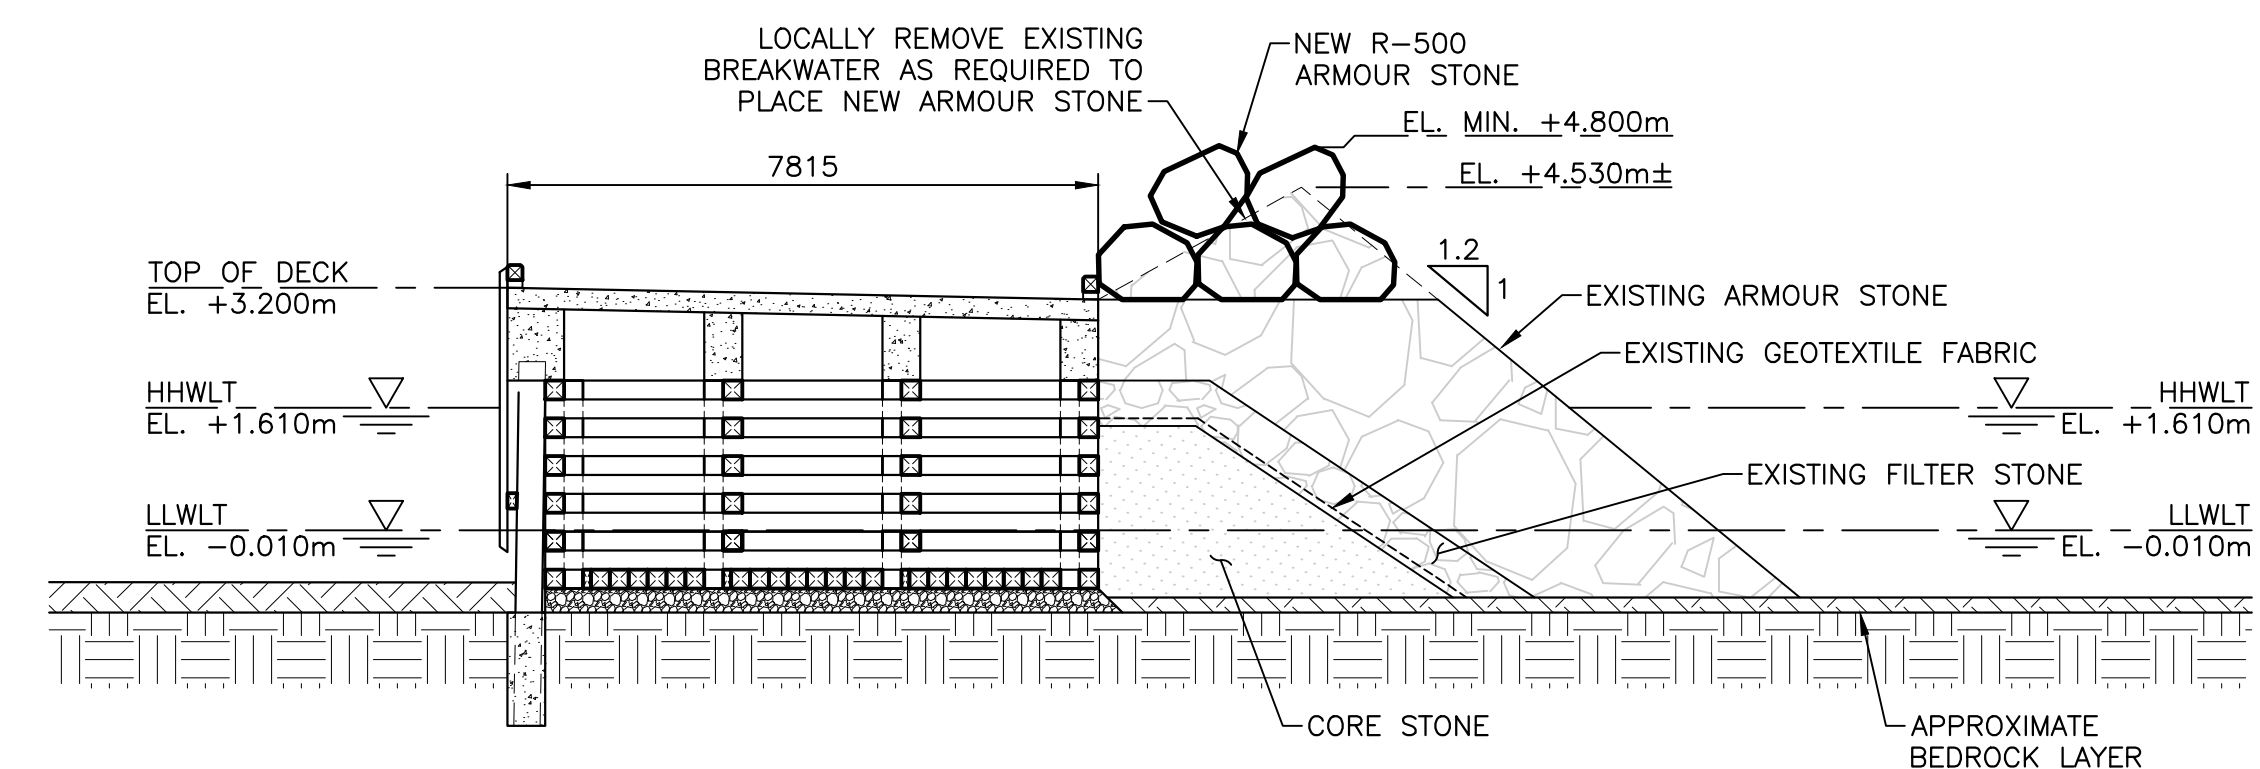 LOCALLY REMOVE EXISTING
BREAKWATER AS REQUIRED TO
PLACE NEW ARMOUR STONE
NEW R-500
ARMOUR STONE
EL. MIN. +4.800m
EL. +4.530m±
7815
1.2
1
TOP OF DECK
EL. +3.200m
EXISTING ARMOUR STONE
EXISTING GEOTEXTILE FABRIC
HHWLT
EL. +1.610m
HHWLT
EL. +1.610m
EXISTING FILTER STONE
LLWLT
EL. -0.010m
LLWLT
EL. -0.010m
CORE STONE
APPROXIMATE
BEDROCK LAYER